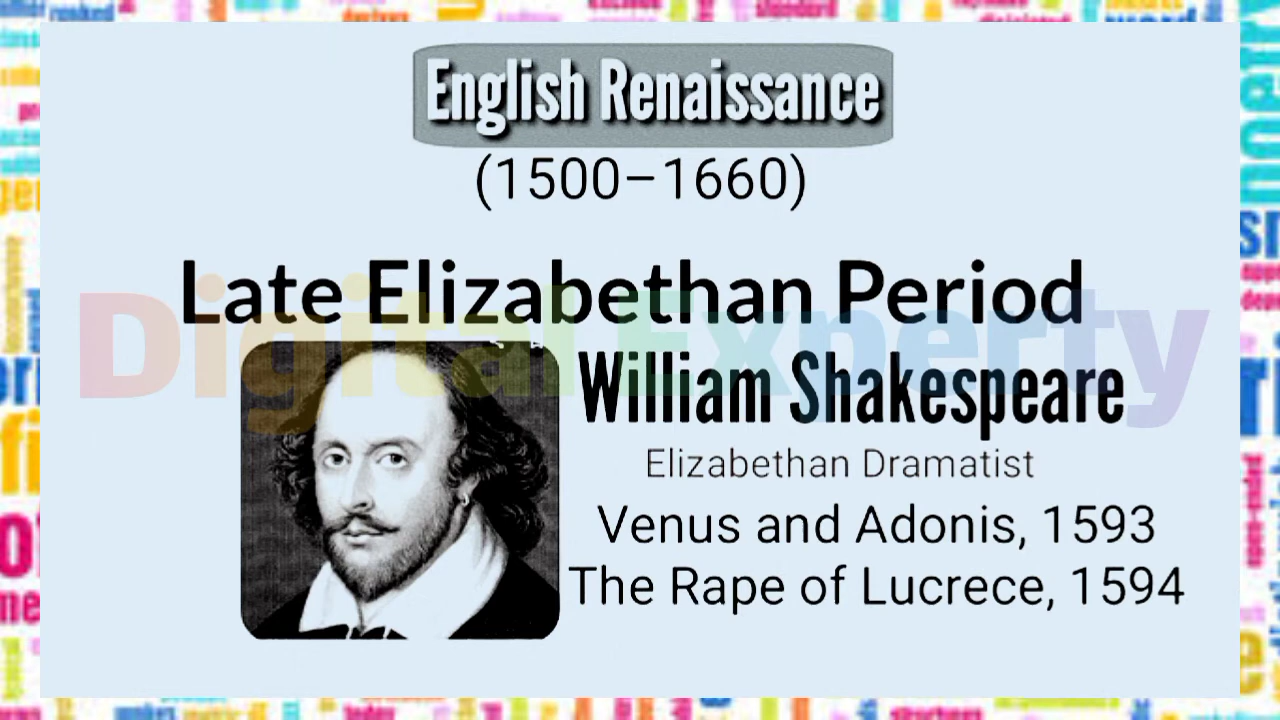 English Renaissance
(1500–1660)
Late Elizabethan Period
Digital Experty
William Shakespeare
Elizabethan Dramatist
Venus and Adonis, 1593
The Rape of Lucrece, 1594